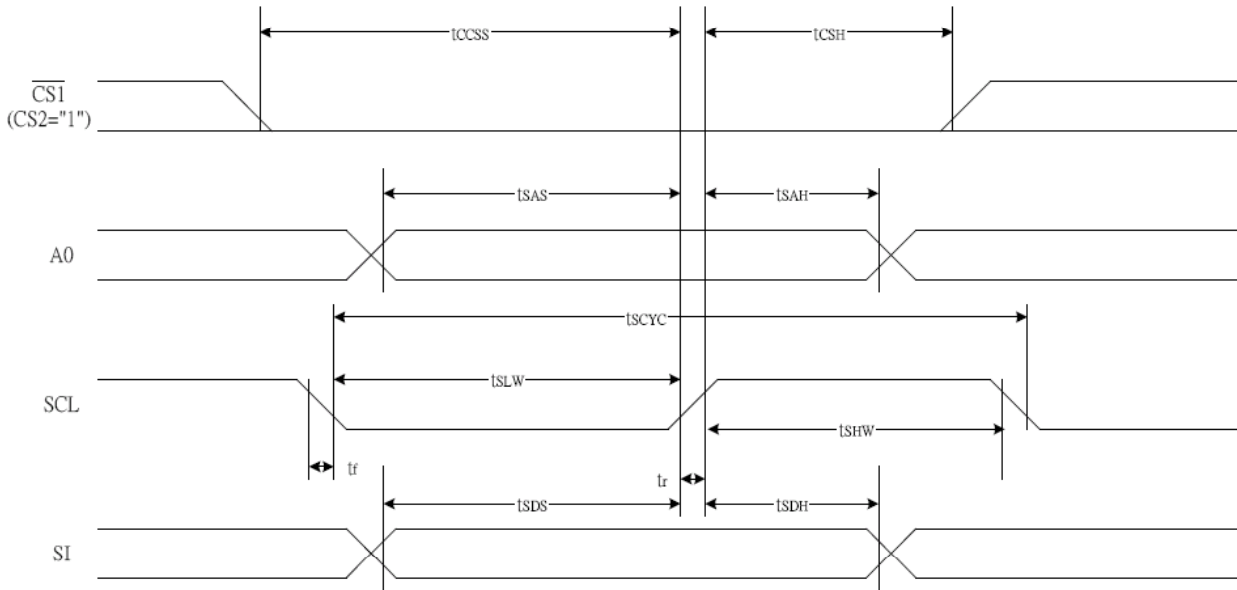 tCCSS
tCSH
CS1
(CS2="1")
tSAS
tSAH
A0
tSCYC
tSLW
SCL
tSHW
tf
tr
tSDS
tSDH
SI